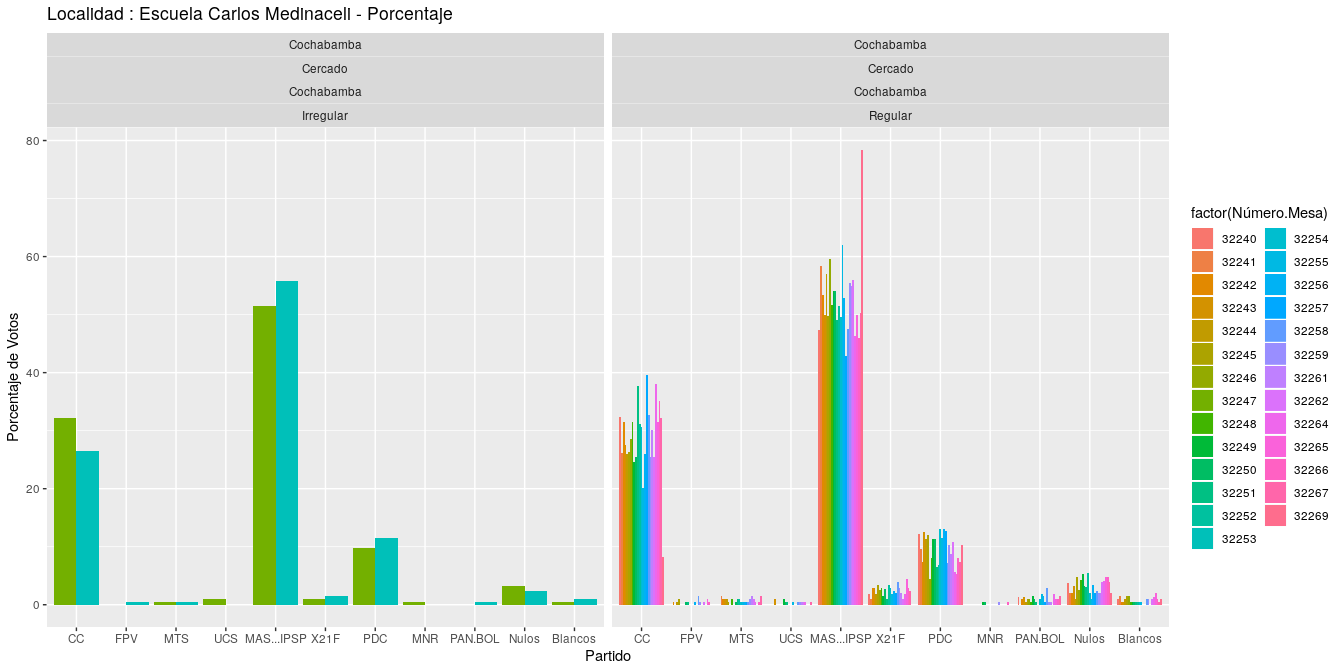 Localidad : Escuela Carlos Medinaceli - Porcentaje
Cochabamba
Cercado
Cochabamba
Irregular
Cochabamba
Cercado
Cochabamba
Regular
Porcentaje de Votos
80
60
40
20
0
CC FPV MTS UCS MAS...IPSP X21F PDC MNR PAN.BOL Nulos Blancos
CC FPV MTS UCS MAS...IPSP X21F PDC MNR PAN.BOL Nulos Blancos
Partido
factor(Número.Mesa)
32240 32254
32241 32255
32242 32256
32243 32257
32244 32258
32245 32259
32246 32261
32247 32262
32248 32264
32249 32265
32250 32266
32251 32267
32252 32269
32253